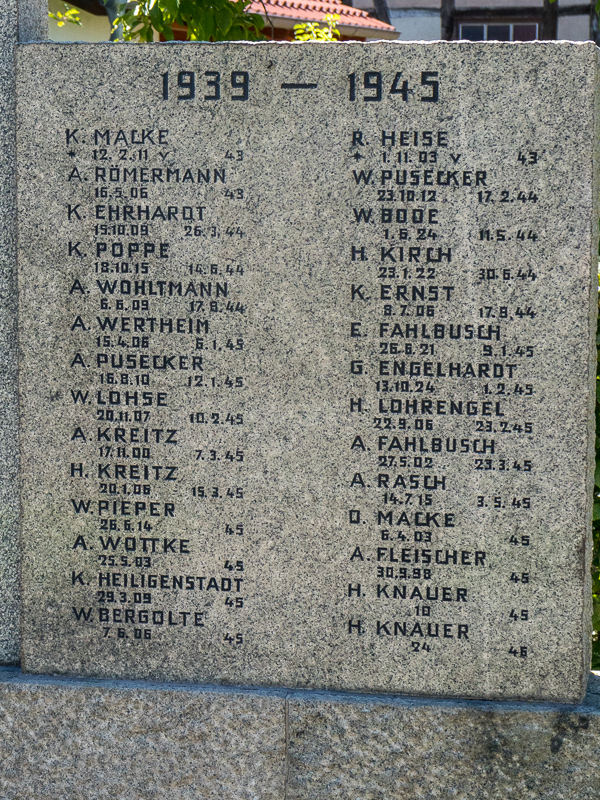 1939 — 1945
K. MACKE
* 12.2.11 v 43
A. RÖMERMANN
16.5.06 43
K. EHRHARDT
15.10.09 26.3.44
K. POPPE
18.10.15 14.6.44
A. WOHLTMANN
6.6.09 17.8.44
A. WERTHEIM
15.4.06 6.1.45
A. PUSECKER
16.8.10 12.1.45
W. LOHSE
20.11.07 10.2.45
A. KREITZ
17.11.00 7.3.45
H. KREITZ
20.1.06 15.3.45
W. PIEPER
26.6.14 45
A. WOTTKE
25.5.03 45
K. HEILIGENSTADT
29.3.09 45
W. BERGOLTE
7.6.06 45
R. HEISE
* 1.11.03 v 43
W. PUSECKER
23.10.12 17.2.44
W. BODE
1.6.24 11.5.44
H. KIRCH
23.1.22 30.6.44
K. ERNST
8.7.06 17.8.44
E. FAHLBUSCH
26.6.21 9.1.45
G. ENGELHARDT
13.10.24 1.2.45
H. LOHRENGEL
22.9.06 23.2.45
A. FAHLBUSCH
27.5.02 23.3.45
A. RASCH
14.7.15 3.5.45
O. MACKE
6.4.03 45
A. FLEISCHER
30.9.98 45
H. KNAUER
10 45
H. KNAUER
24 46